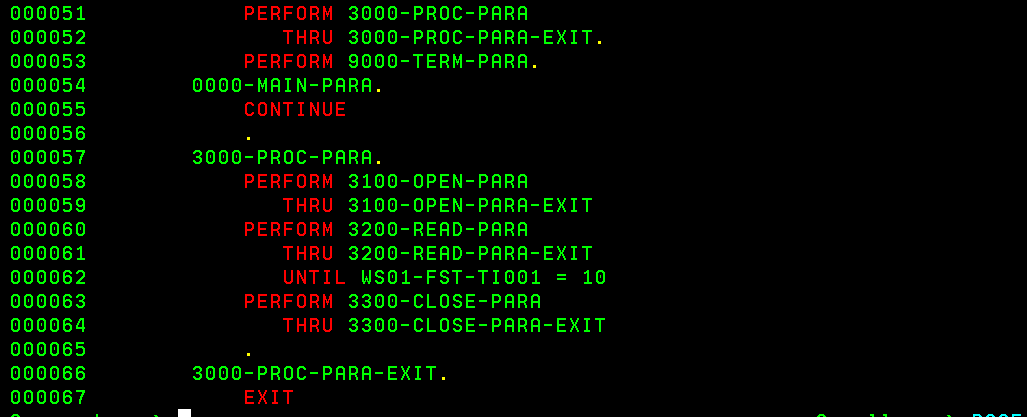 000051 PERFORM 3000-PROC-PARA
000052 THRU 3000-PROC-PARA-EXIT.
000053 PERFORM 9000-TERM-PARA.
000054 0000-MAIN-PARA.
000055 CONTINUE
000056 .
000057 3000-PROC-PARA.
000058 PERFORM 3100-OPEN-PARA
000059 THRU 3100-OPEN-PARA-EXIT
000060 PERFORM 3200-READ-PARA
000061 THRU 3200-READ-PARA-EXIT
000062 UNTIL WS01-FST-TI001 = 10
000063 PERFORM 3300-CLOSE-PARA
000064 THRU 3300-CLOSE-PARA-EXIT
000065 .
000066 3000-PROC-PARA-EXIT.
000067 EXIT